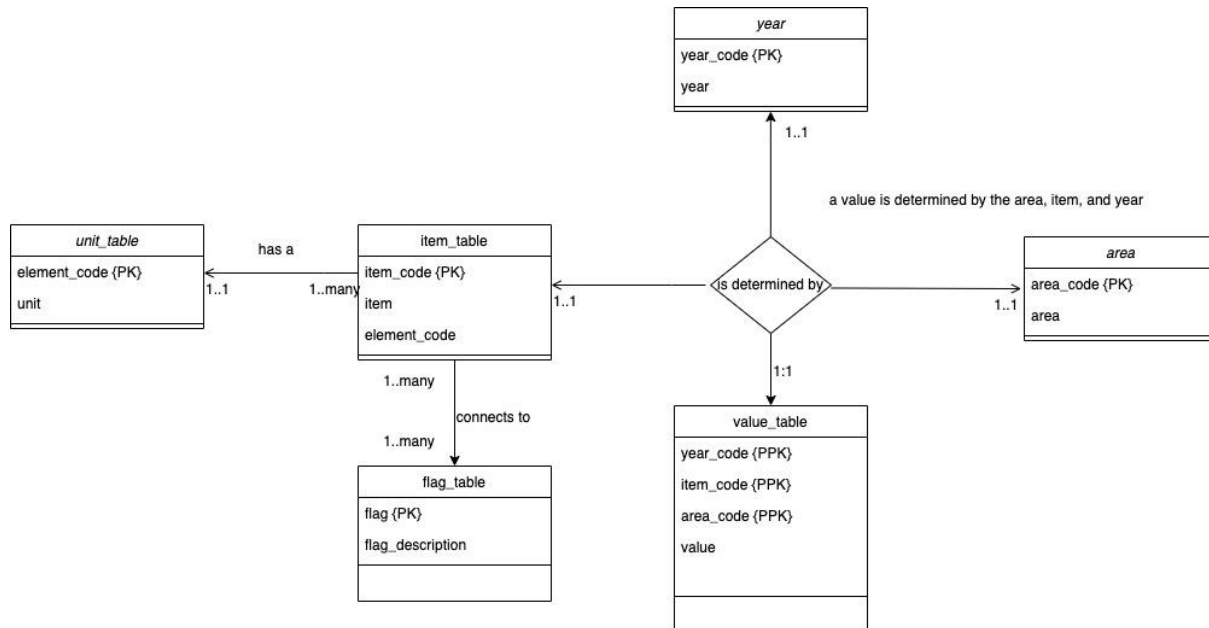 year
year_code {PK}
year
1..1
a value is determined by the area, item, and year
unit_table
element_code {PK}
unit
has a
1..1
1..many
item_table
item_code {PK}
item
element_code
1..1
is determined by
1..1
area
area_code {PK}
area
1..many
connects to
1..many
flag_table
flag {PK}
flag_description
1:1
value_table
year_code {PPK}
item_code {PPK}
area_code {PPK}
value